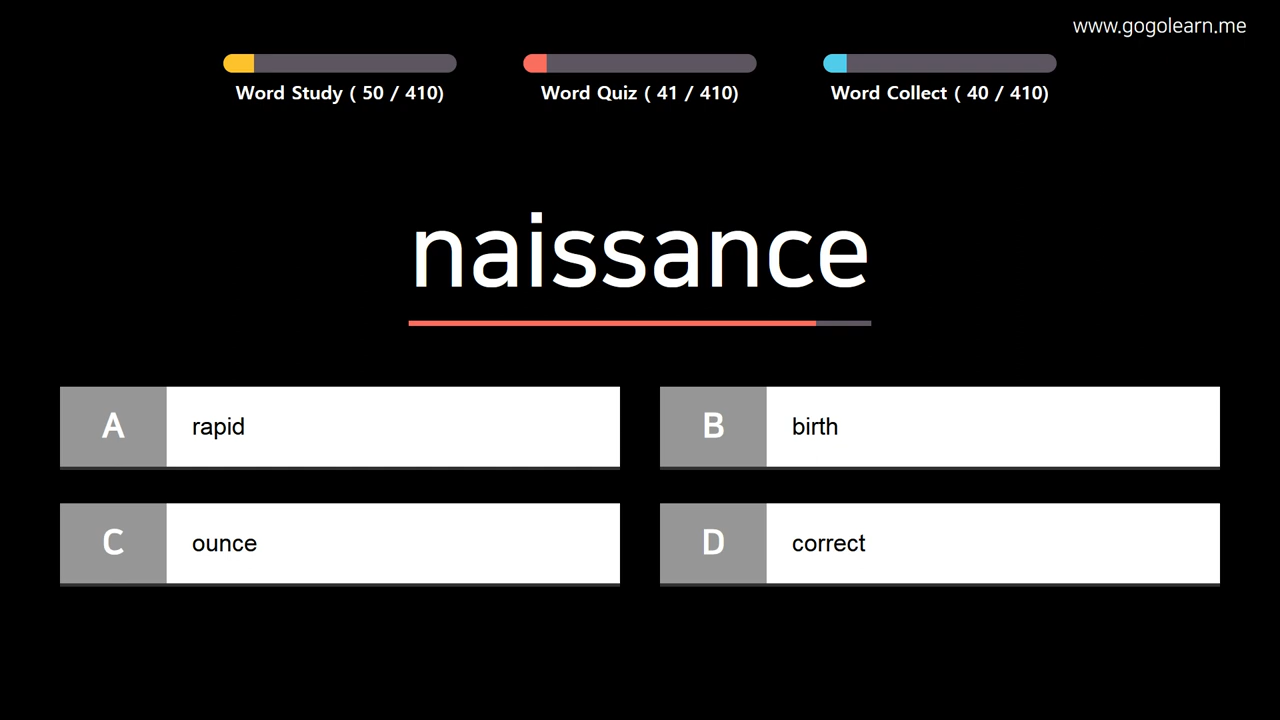 www.gogolearn.me
Word Study ( 50 / 410)
Word Quiz ( 41 / 410)
Word Collect ( 40 / 410)
naissance
A rapid
B birth
C ounce
D correct